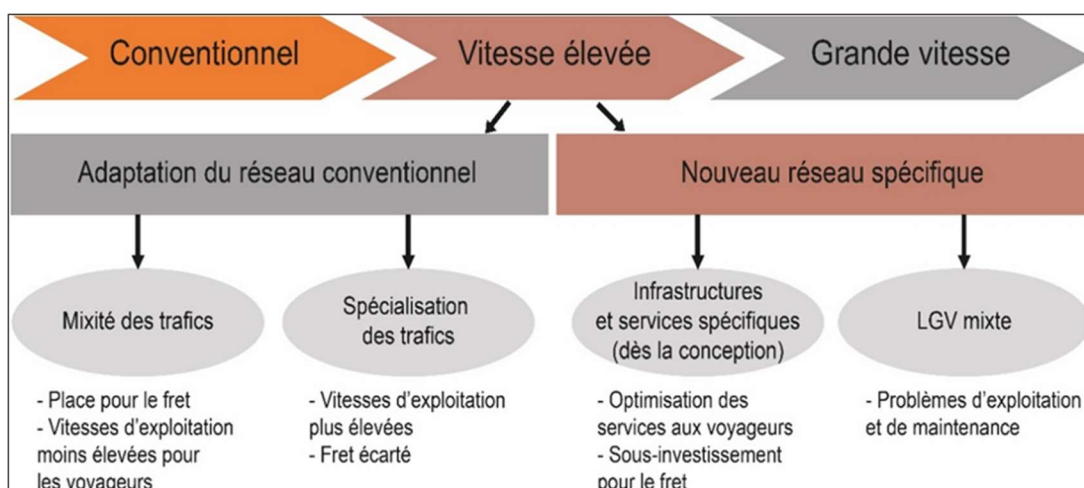 Conventionnel
Vitesse élevée
Grande vitesse
Adaptation du réseau conventionnel
Nouveau réseau spécifique
Mixité des trafics
Spécialisation
des trafics
Infrastructures
et services spécifiques
(dès la conception)
LGV mixte
- Place pour le fret
- Vitesses d'exploitation
moins élevées pour
les voyageurs
- Vitesses d'exploitation
plus élevées
- Fret écarté
- Optimisation des
services aux voyageurs
- Sous-investissement
pour le fret
- Problèmes d'exploitation
et de maintenance